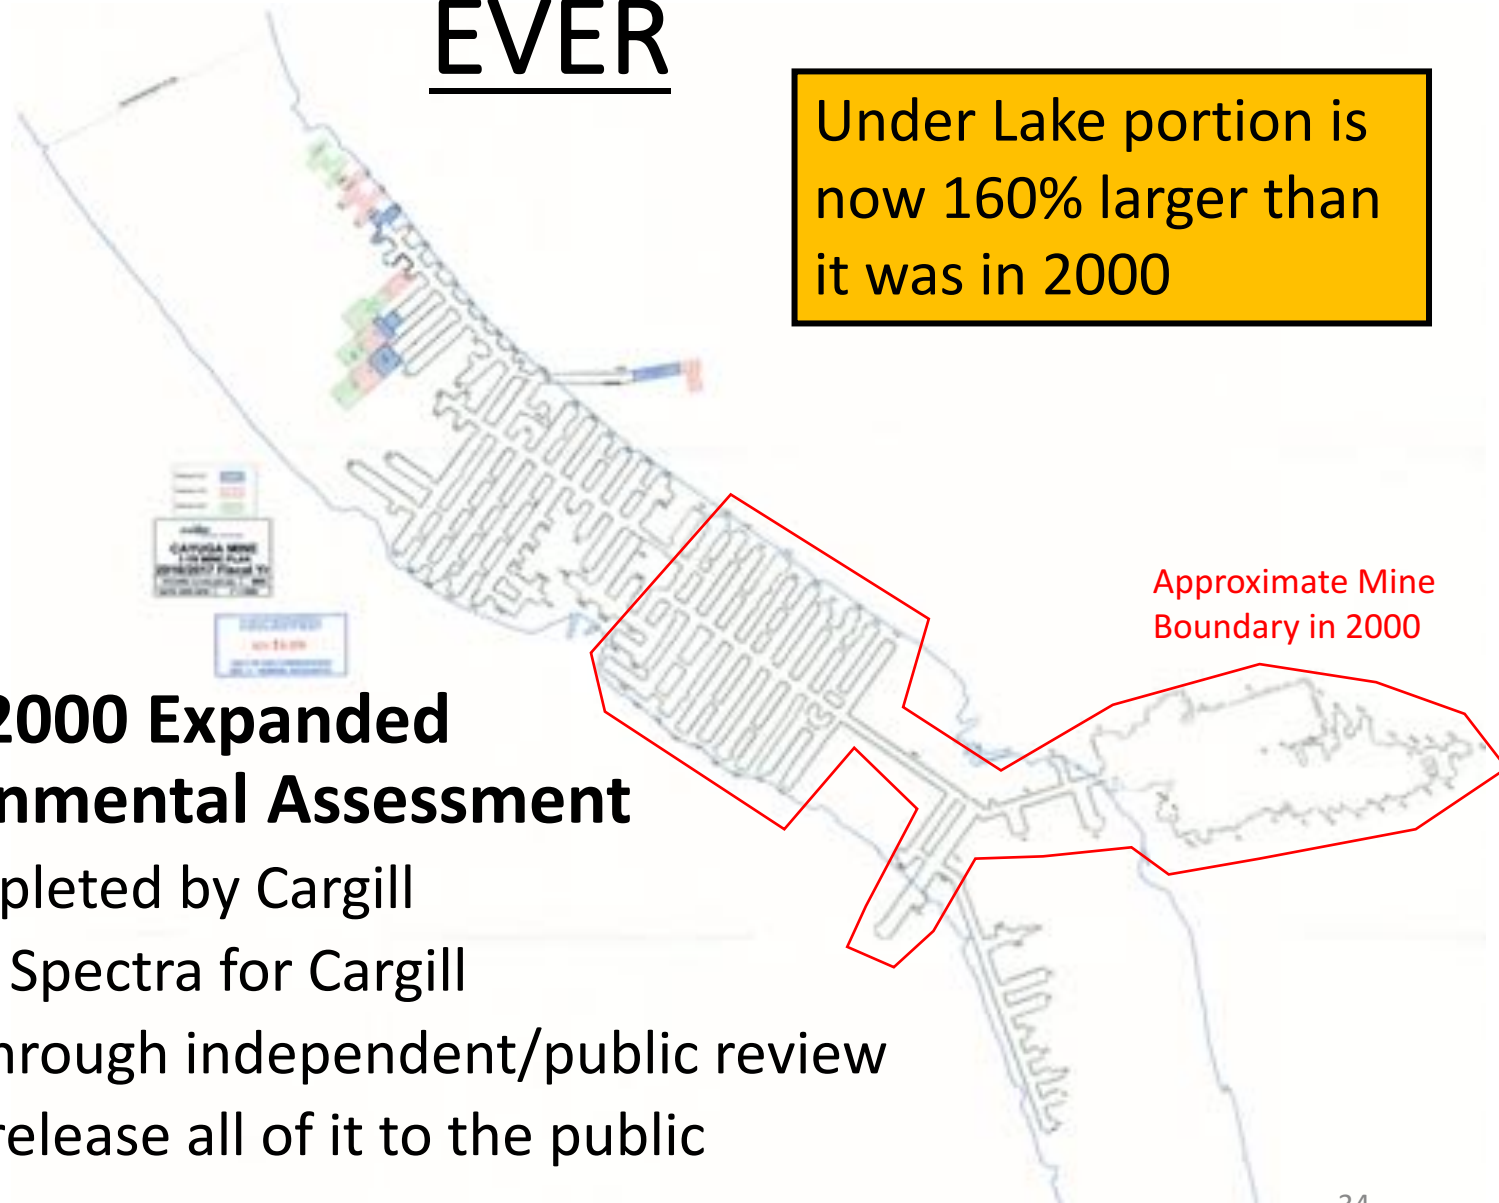 EVER
Under Lake portion is
now 160% larger than
it was in 2000
CAYUGA MINE
Approximate Mine
Boundary in 2000
2000 Expanded
nmental Assessment
pleted by Cargill
Spectra for Cargill
hrough independent/public review
release all of it to the public